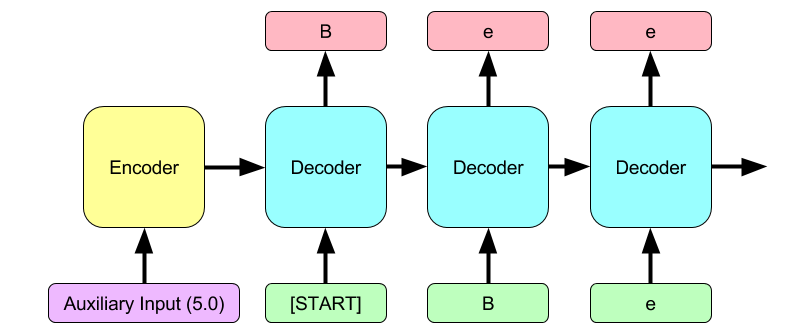 B
e
e
Encoder
Decoder
Decoder
Decoder
Auxiliary Input (5.0)
[START]
B
e